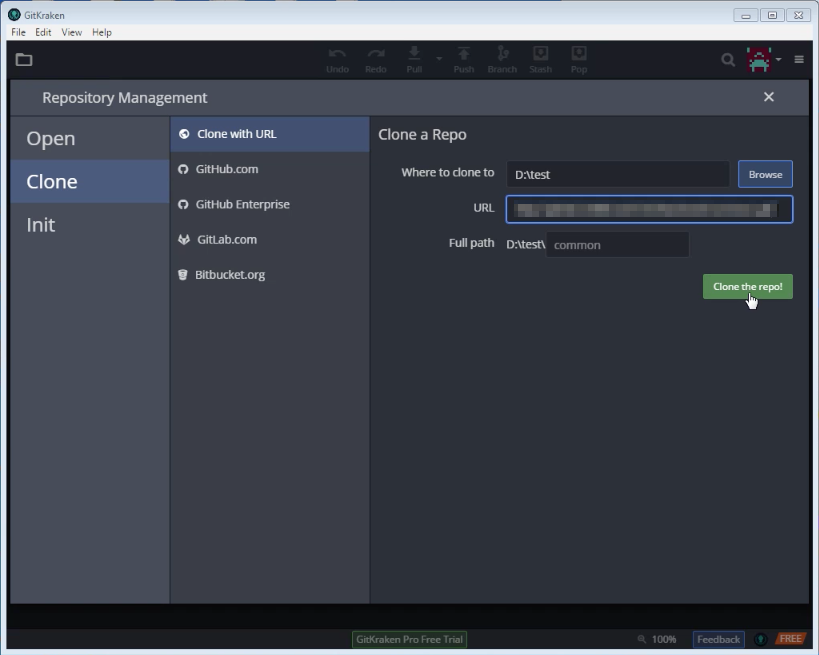 GitKraken
File Edit View Help
Undo Redo Pull Push Branch Stash Pop
Repository Management
Open
Clone
Init
Clone with URL
GitHub.com
GitHub Enterprise
GitLab.com
Bitbucket.org
Clone a Repo
Where to clone to D:\test Browse
URL
Full path D:\test\ common
Clone the repo!
GitKraken Pro Free Trial 100% Feedback FREE